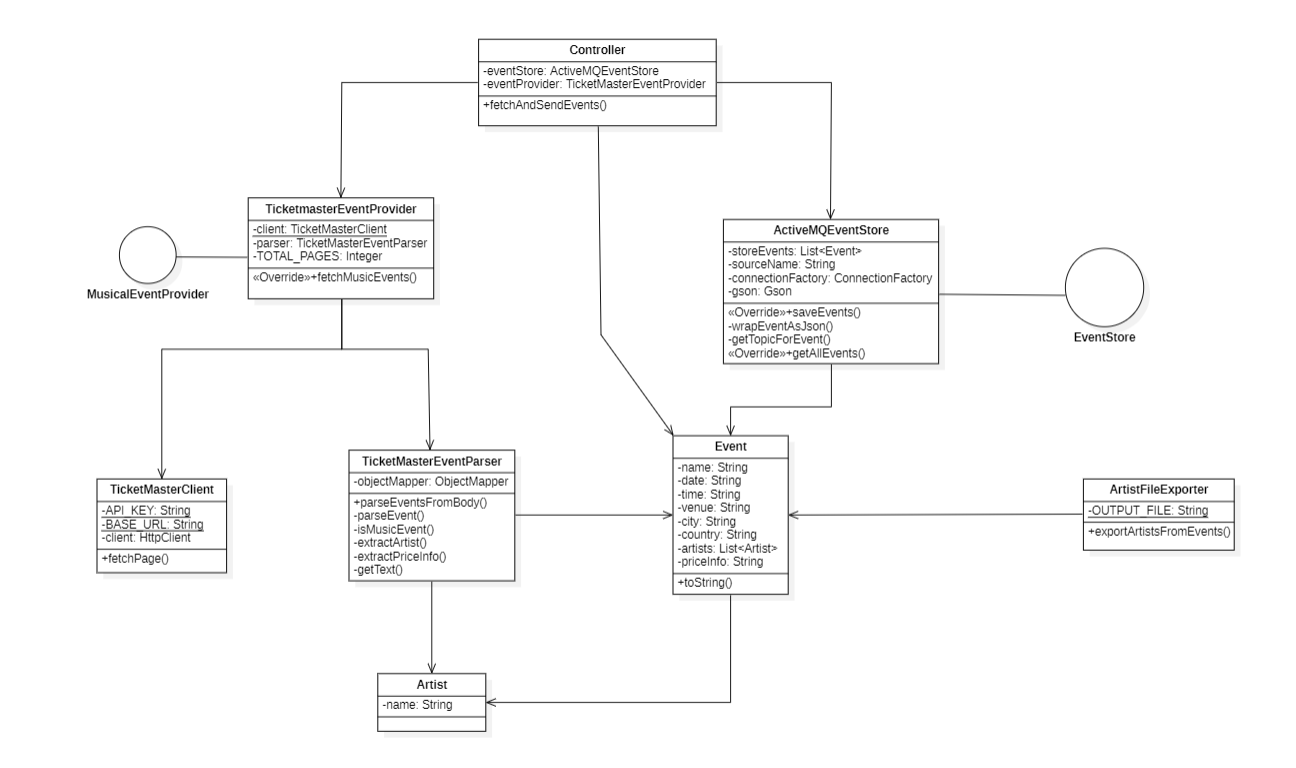 Controller
-eventStore: ActiveMQEventStore
-eventProvider: TicketMasterEventProvider
+fetchAndSendEvents()
TicketmasterEventProvider
-client: TicketMasterClient
-parser: TicketMasterEventParser
-TOTAL_PAGES: Integer
«Override»+fetchMusicEvents()
MusicalEventProvider
ActiveMQEventStore
-storeEvents: List<Event>
-sourceName: String
-connectionFactory: ConnectionFactory
-gson: Gson
«Override»+saveEvents()
-wrapEventAsJson()
-getTopicForEvent()
«Override»+getAllEvents()
EventStore
TicketMasterClient
-API_KEY: String
-BASE_URL: String
-client: HttpClient
+fetchPage()
TicketMasterEventParser
-objectMapper: ObjectMapper
+parseEventsFromBody()
-parseEvent()
-isMusicEvent()
-extractArtist()
-extractPriceInfo()
-getText()
Event
-name: String
-date: String
-time: String
-venue: String
-city: String
-country: String
-artists: List<Artist>
-priceInfo: String
+toString()
ArtistFileExporter
-OUTPUT_FILE: String
+exportArtistsFromEvents()
Artist
-name: String